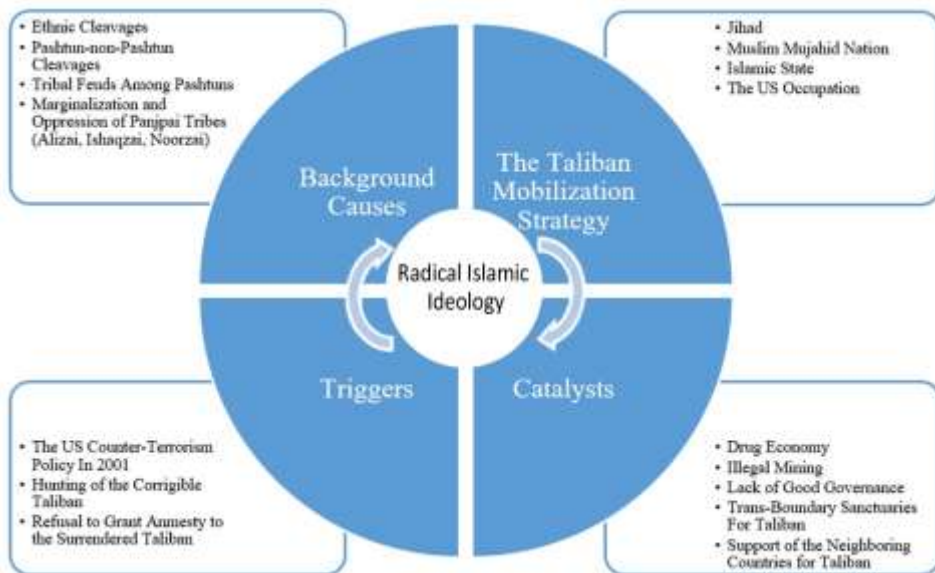 • Ethnic Cleavages
• Pashtun-non-Pashtun
Cleavages
• Tribal Feuds Among Pashtuns
• Marginalization and
Oppression of Panjpai Tribes
(Alizai, Ishaqzai, Noorzai)
• Jihad
• Muslim Mujahid Nation
• Islamic State
• The US Occupation
Background
Causes
The Taliban
Mobilization
Strategy
Radical Islamic
Ideology
Triggers
Catalysts
• The US Counter-Terrorism
Policy In 2001
• Hunting of the Corrigible
Taliban
• Refusal to Grant Amnesty to
the Surrendered Taliban
• Drug Economy
• Illegal Mining
• Lack of Good Governance
• Trans-Boundary Sanctuaries
For Taliban
• Support of the Neighboring
Countries for Taliban